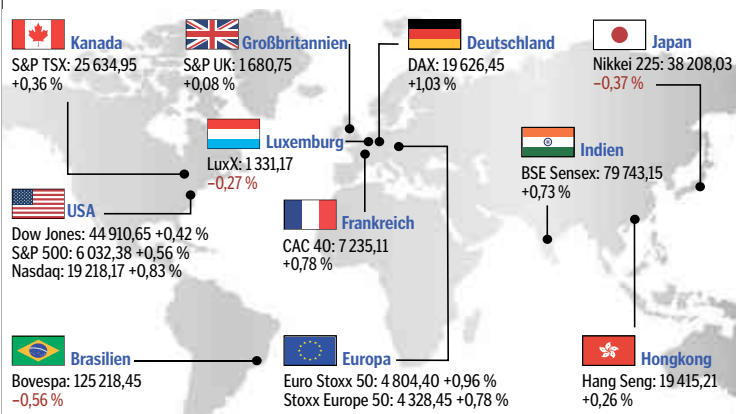 Kanada
S&P TSX: 25 634,95
+0,36 %
Großbritannien
S&P UK: 1 680,75
+0,08 %
Deutschland
DAX: 19 626,45
+1,03 %
Japan
Nikkei 225: 38 208,03
−0,37 %
Luxemburg
LuxX: 1 331,17
−0,27 %
Indien
BSE Sensex: 79 743,15
+0,73 %
USA
Dow Jones: 44 910,65 +0,42 %
S&P 500: 6 032,38 +0,56 %
Nasdaq: 19 218,17 +0,83 %
Frankreich
CAC 40: 7 235,11
+0,78 %
Brasilien
Bovespa: 125 218,45
−0,56 %
Europa
Euro Stoxx 50: 4 804,40 +0,96 %
Stoxx Europe 50: 4 328,45 +0,78 %
Hongkong
Hang Seng: 19 415,21
+0,26 %